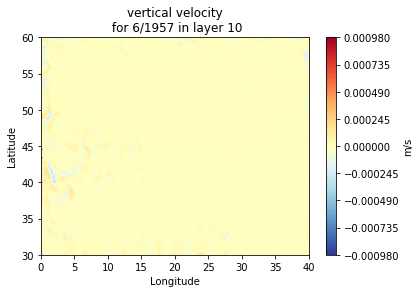 vertical velocity
for 6/1957 in layer 10
60
55
50
45
40
35
30
Latitude
0 5 10 15 20 25 30 35 40
Longitude
0.000980
0.000735
0.000490
0.000245
0.000000
−0.000245
−0.000490
−0.000735
−0.000980
m/s